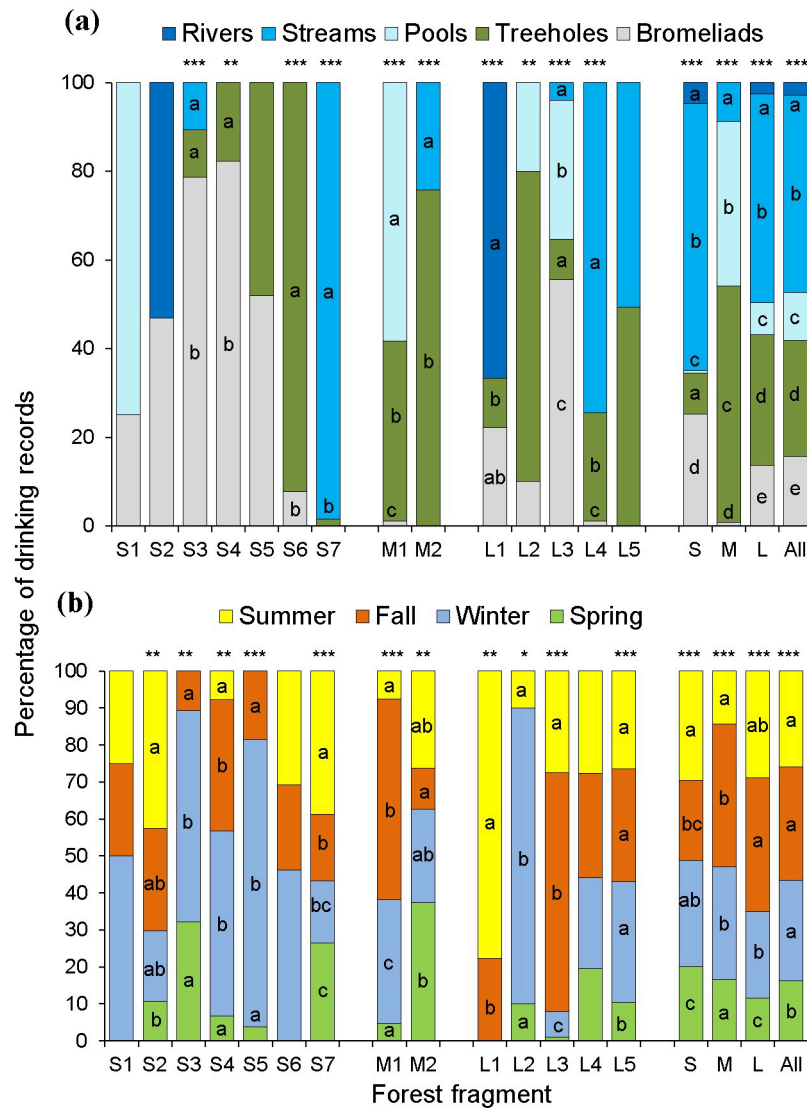 (a)
Rivers Streams Pools Treeholes Bromeliads
*** ** *** *** *** *** *** ** *** *** *** *** *** ***
100
a a a a a
a a a
80
b
a b a
60
a a a b b b
a
40
c c
a c
b
a c
b b d d
20
b b c b d
ab e e
b b c c d
0
S1 S2 S3 S4 S5 S6 S7 M1 M2 L1 L2 L3 L4 L5 S M L All
Percentage of drinking records
(b)
Summer Fall Winter Spring
** ** ** *** *** *** ** ** * *** *** *** *** *** ***
100
a a a a
90
a a ab a a a a ab a
80
70
b a b
60
b a
50
ab b b b a bc a a
40
b b b a
30
b bc ab a ab b a
20
ab c c b
10
b a c b b c a c b
a a a a c
0
S1 S2 S3 S4 S5 S6 S7 M1 M2 L1 L2 L3 L4 L5 S M L All
Forest fragment